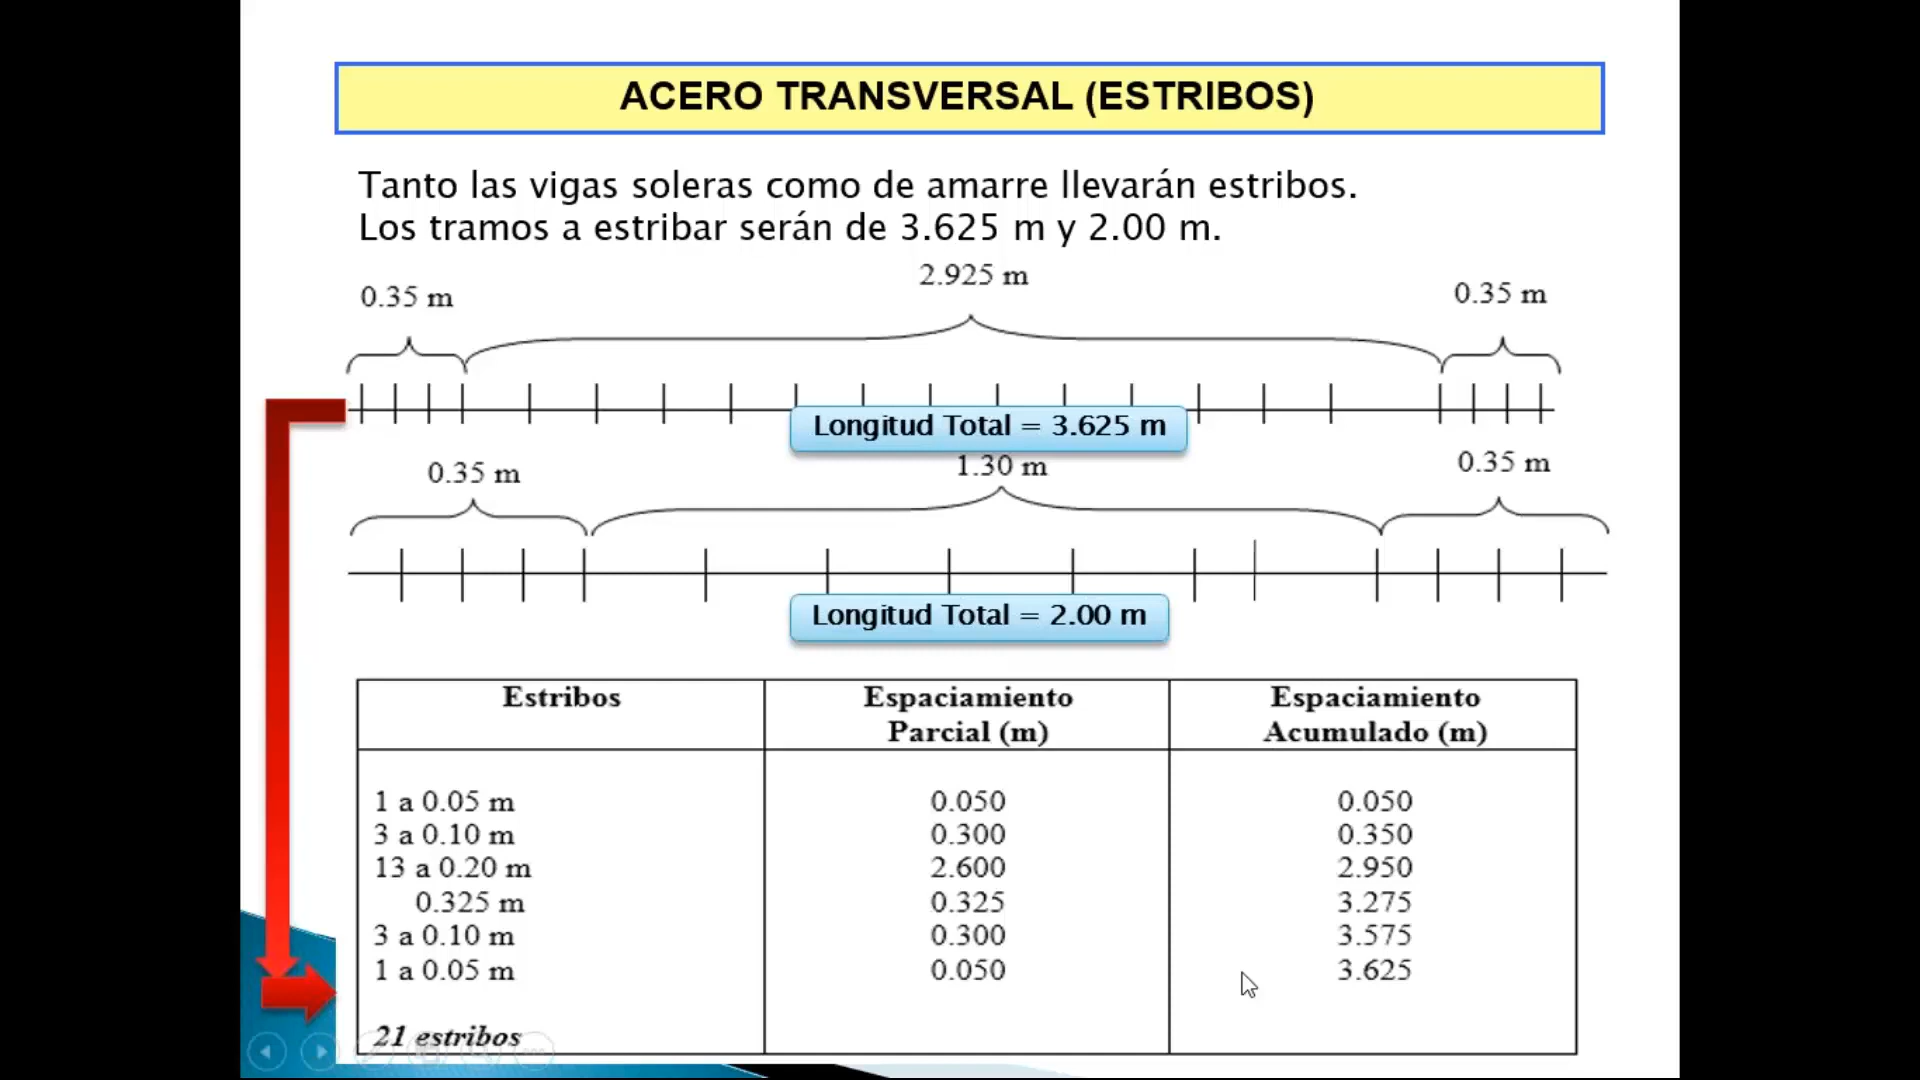 ACERO TRANSVERSAL (ESTRIBOS)
Tanto las vigas soleras como de amarre llevarán estribos.
Los tramos a estribar serán de 3.625 m y 2.00 m.
0.35 m
2.925 m
0.35 m
Longitud Total = 3.625 m
0.35 m
1.30 m
0.35 m
Longitud Total = 2.00 m
Estribos
Espaciamiento
Parcial (m)
Espaciamiento
Acumulado (m)
1 a 0.05 m 0.050 0.050
3 a 0.10 m 0.300 0.350
13 a 0.20 m 2.600 2.950
0.325 m 0.325 3.275
3 a 0.10 m 0.300 3.575
1 a 0.05 m 0.050 3.625
21 estribos